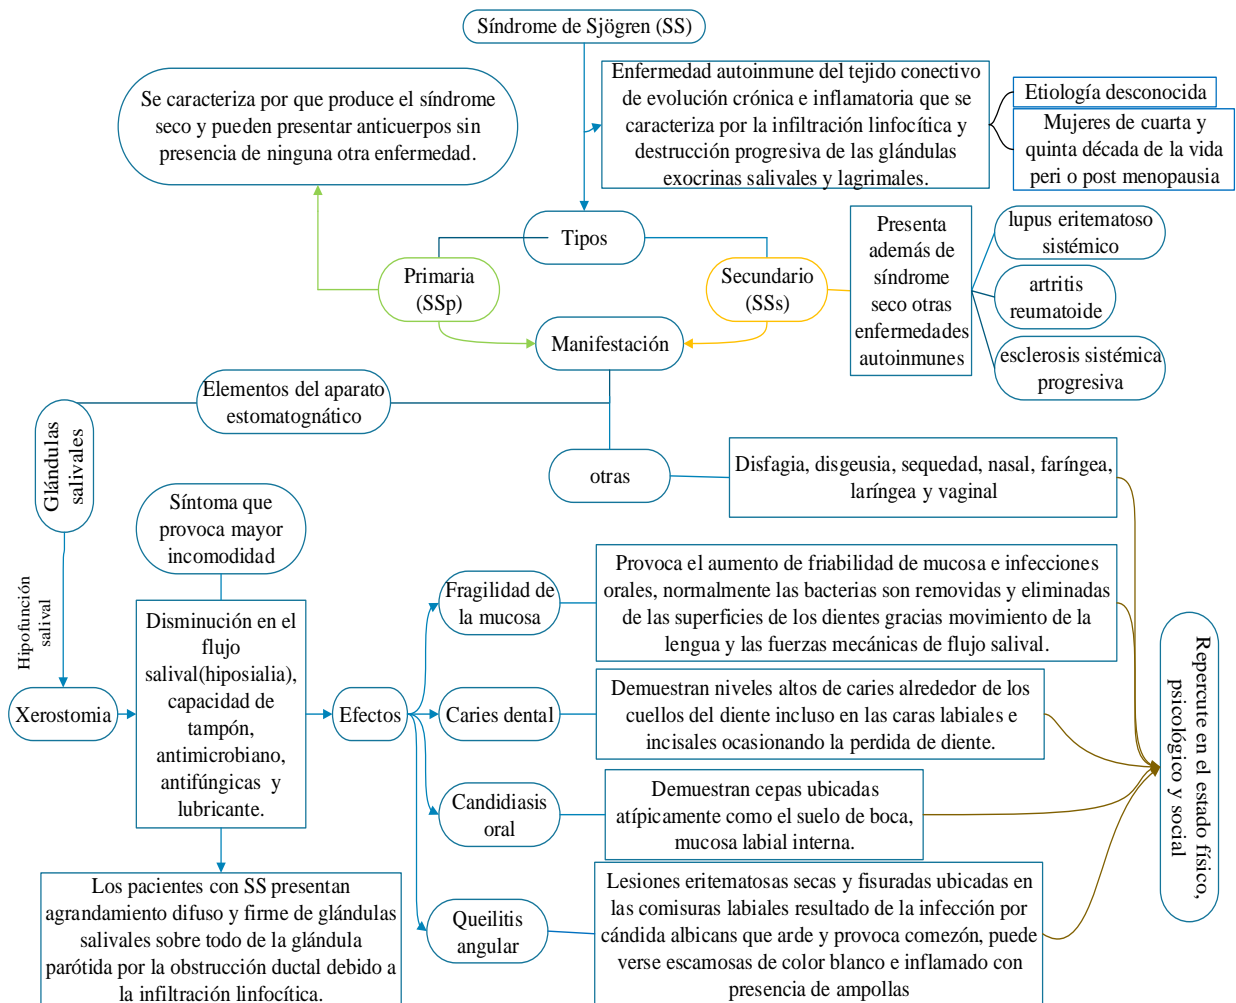 Síndrome de Sjögren (SS)
Se caracteriza por que produce el síndrome
seco y pueden presentar anticuerpos sin
presencia de ninguna otra enfermedad.
Enfermedad autoinmune del tejido conectivo
de evolución crónica e inflamatoria que se
caracteriza por la infiltración linfocítica y
destrucción progresiva de las glándulas
exocrinas salivales y lagrimales.
Etiología desconocida
Mujeres de cuarta y
quinta década de la vida
peri o post menopausia
Tipos
Primaria
(SSp)
Secundario
(SSs)
Presenta
además de
síndrome
seco otras
enfermedades
autoinmunes
lupus eritematoso
sistémico
artritis
reumatoide
esclerosis sistémica
progresiva
Manifestación
Elementos del aparato
estomatognático
Glándulas
salivales
otras
Disfagia, disgeusia, sequedad, nasal, faríngea,
laríngea y vaginal
Síntoma que
provoca mayor
incomodidad
Hipofunción
salival
Xerostomia
Disminución en el
flujo
salival(hiposialia),
capacidad de
tampón,
antimicrobiano,
antifúngicas y
lubricante.
Efectos
Fragilidad de
la mucosa
Provoca el aumento de friabilidad de mucosa e infecciones
orales, normalmente las bacterias son removidas y eliminadas
de las superficies de los dientes gracias movimiento de la
lengua y las fuerzas mecánicas de flujo salival.
Caries dental
Demuestran niveles altos de caries alrededor de los
cuellos del diente incluso en las caras labiales e
incisales ocasionando la perdida de diente.
Candidiasis
oral
Demuestran cepas ubicadas
atípicamente como el suelo de boca,
mucosa labial interna.
Queilitis
angular
Lesiones eritematosas secas y fisuradas ubicadas en
las comisuras labiales resultado de la infección por
cándida albicans que arde y provoca comezón, puede
verse escamosas de color blanco e inflamado con
presencia de ampollas
Los pacientes con SS presentan
agrandamiento difuso y firme de glándulas
salivales sobre todo de la glándula
parótida por la obstrucción ductal debido a
la infiltración linfocítica.
Repercute en el estado físico,
psicológico y social